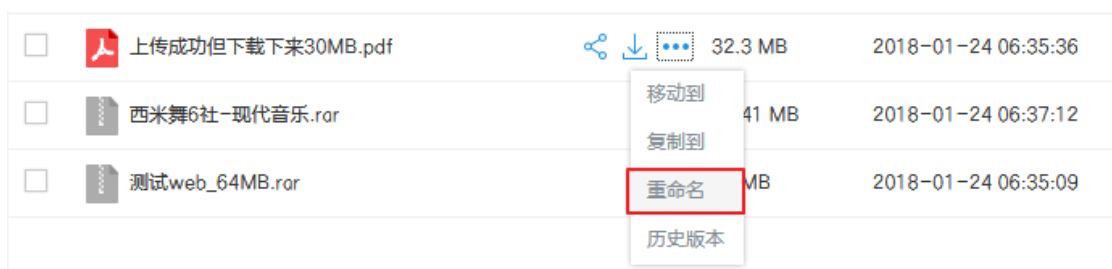 上传成功但下载下来30MB.pdf 32.3 MB 2018-01-24 06:35:36
移动到
西米舞6社-现代音乐.rar 41 MB 2018-01-24 06:37:12
复制到
测试web_64MB.rar MB 2018-01-24 06:35:09
重命名
历史版本